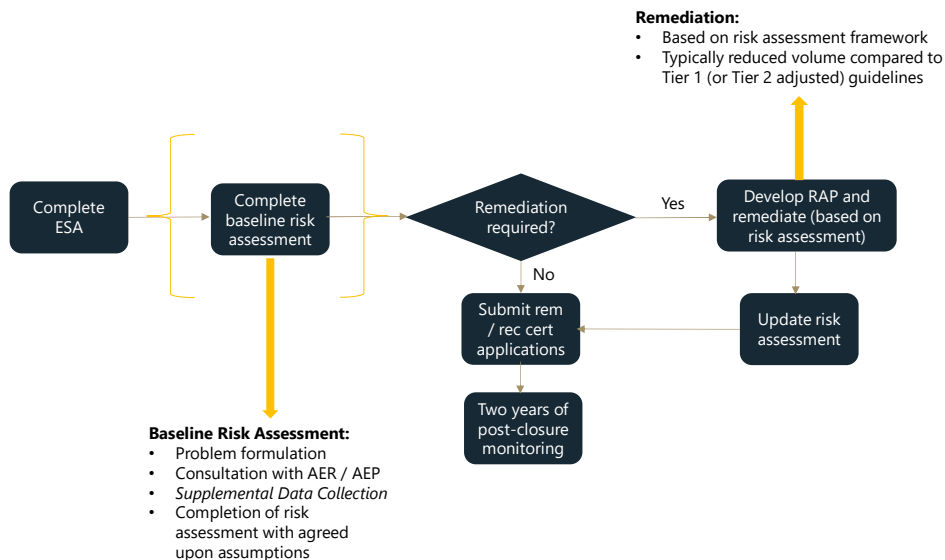 Remediation:
• Based on risk assessment framework
• Typically reduced volume compared to
Tier 1 (or Tier 2 adjusted) guidelines
Complete
ESA
Complete
baseline risk
assessment
Remediation
required?
Yes
Develop RAP and
remediate (based on
risk assessment)
No
Submit rem
/ rec cert
applications
Update risk
assessment
Two years of
post-closure
monitoring
Baseline Risk Assessment:
• Problem formulation
• Consultation with AER / AEP
• Supplemental Data Collection
• Completion of risk
assessment with agreed
upon assumptions